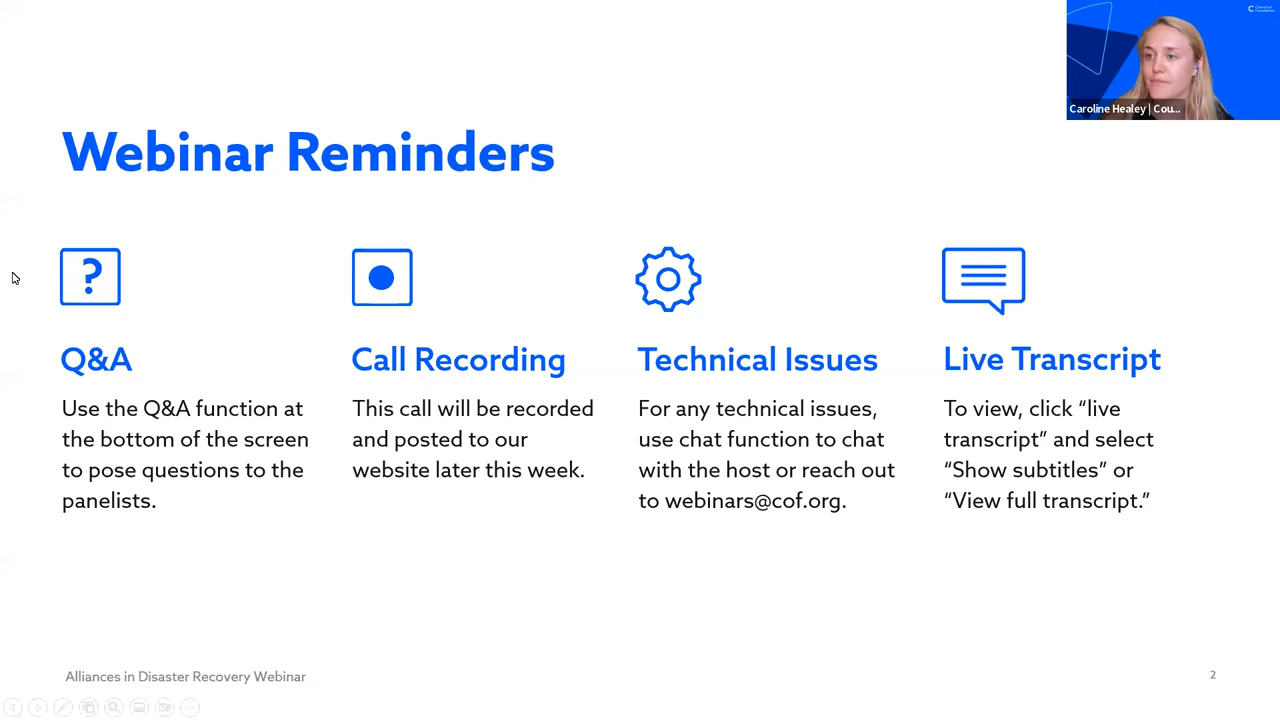 Caroline Healey | Cou...
Webinar Reminders
?
Q&A
Use the Q&A function at
the bottom of the screen
to pose questions to the
panelists.
Call Recording
This call will be recorded
and posted to our
website later this week.
Technical Issues
For any technical issues,
use chat function to chat
with the host or reach out
to webinars@cof.org.
Live Transcript
To view, click “live
transcript” and select
“Show subtitles” or
“View full transcript.”
Alliances in Disaster Recovery Webinar
2